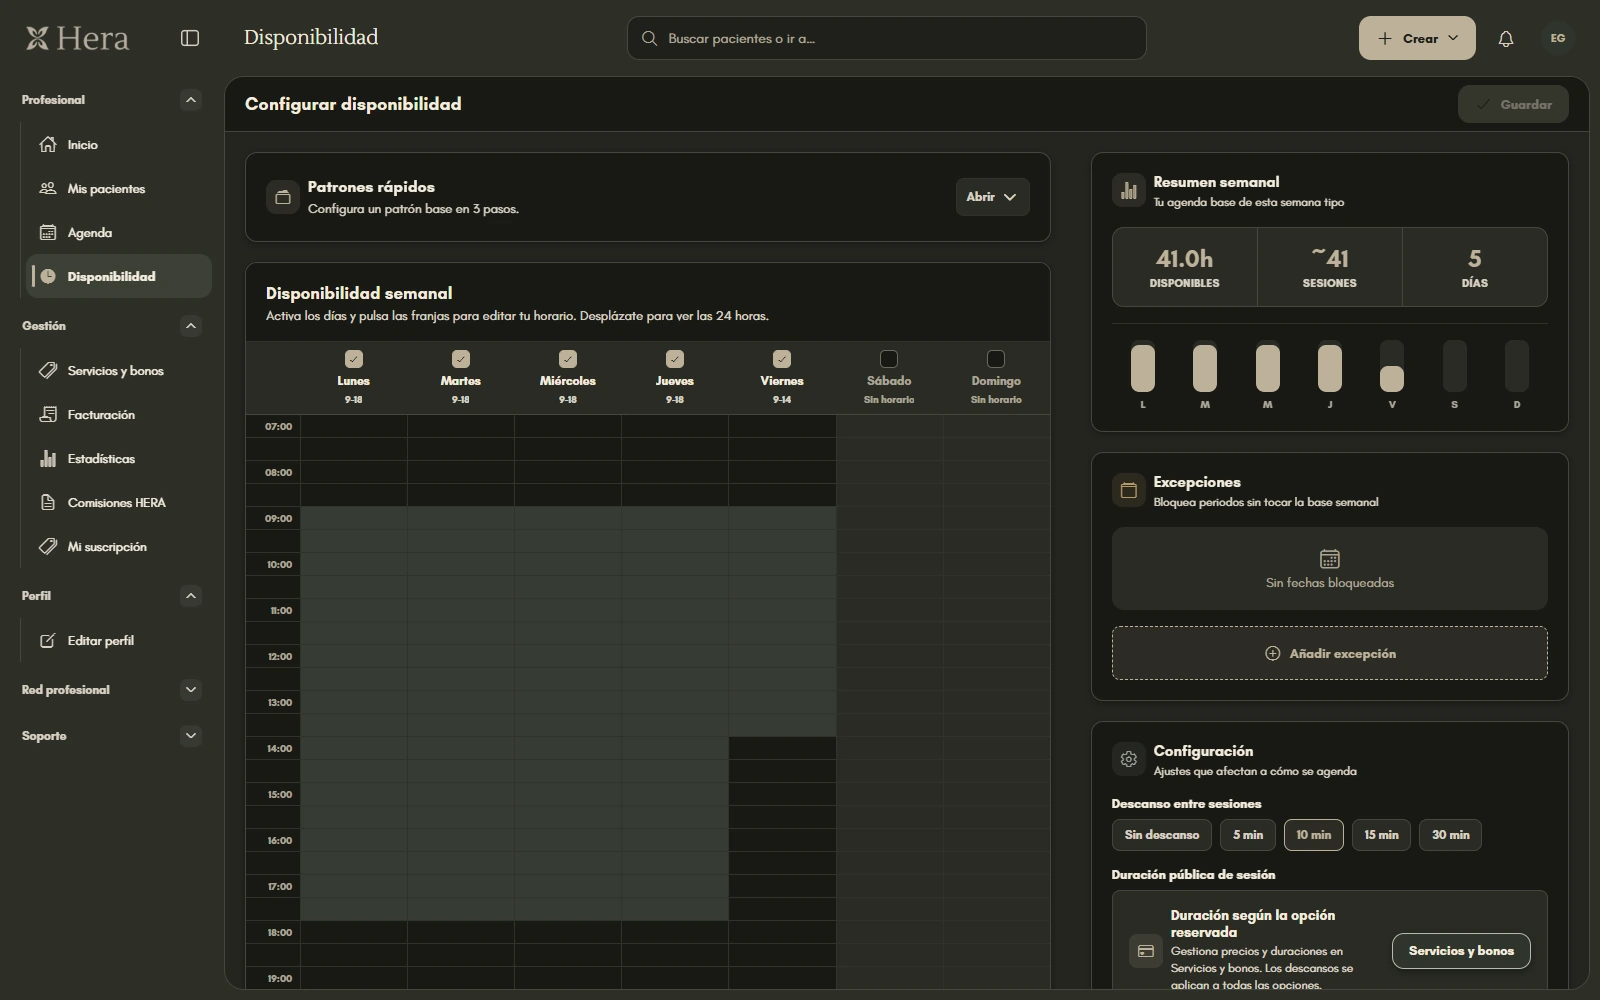 Hera
Disponibilidad
Buscar pacientes o ir a...
Crear
EG
Profesional
Inicio
Mis pacientes
Agenda
Disponibilidad
Gestión
Servicios y bonos
Facturación
Estadísticas
Comisiones HERA
Mi suscripción
Perfil
Editar perfil
Red profesional
Soporte
Configurar disponibilidad
Guardar
Patrones rápidos
Configura un patrón base en 3 pasos.
Abrir
Disponibilidad semanal
Activa los días y pulsa las franjas para editar tu horario. Desplázate para ver las 24 horas.
Lunes Martes Miércoles Jueves Viernes Sábado Domingo
9-18 9-18 9-18 9-18 9-14 Sin horario Sin horario
07:00
08:00
09:00
10:00
11:00
12:00
13:00
14:00
15:00
16:00
17:00
18:00
19:00
Resumen semanal
Tu agenda base de esta semana tipo
41.0h ~41 5
DISPONIBLES SESIONES DÍAS
L M M J V S D
Excepciones
Bloquea periodos sin tocar la base semanal
Sin fechas bloqueadas
Añadir excepción
Configuración
Ajustes que afectan a cómo se agenda
Descanso entre sesiones
Sin descanso 5 min 10 min 15 min 30 min
Duración pública de sesión
Duración según la opción
reservada
Gestiona precios y duraciones en
Servicios y bonos. Los descansos se
aplican a todas las opciones.
Servicios y bonos